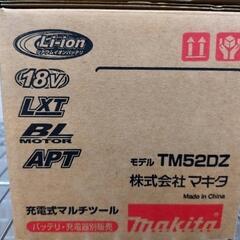 Li-ion
リチウムイオンバッテリ
18V
LXT
BL
MOTOR
APT
モデル TM52DZ
株式会社 マキタ
Made in China
充電式マルチツール
バッテリ・充電器別販売
makita